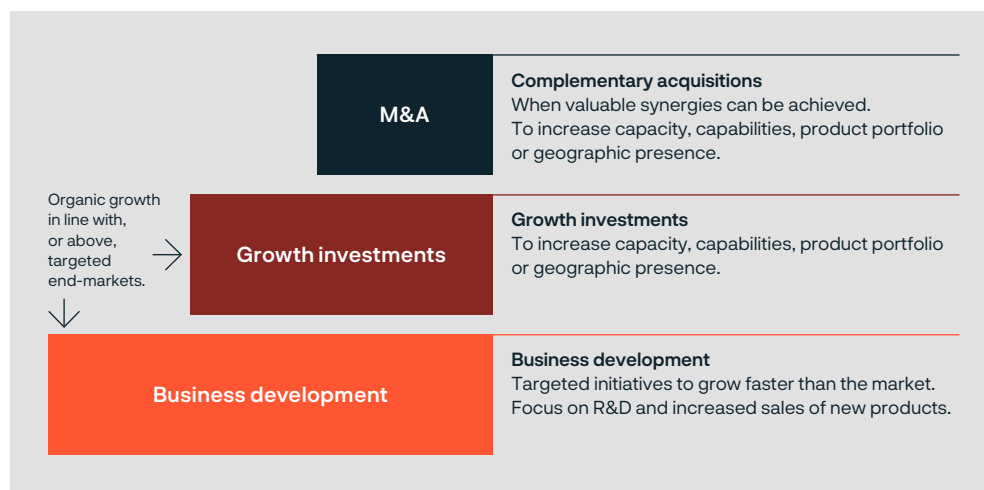 M&A
Complementary acquisitions
When valuable synergies can be achieved.
To increase capacity, capabilities, product portfolio
or geographic presence.
Organic growth
in line with,
or above,
targeted
end-markets.
Growth investments
Growth investments
To increase capacity, capabilities, product portfolio
or geographic presence.
Business development
Business development
Targeted initiatives to grow faster than the market.
Focus on R&D and increased sales of new products.